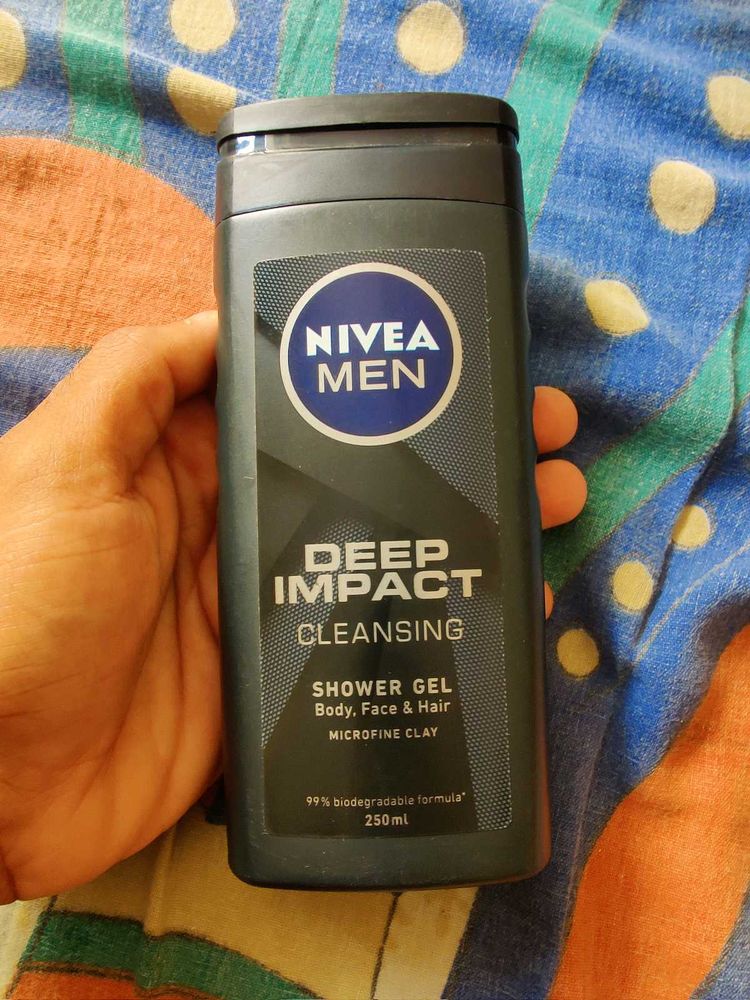 NIVEA
MEN
DEEP
IMPACT
CLEANSING
SHOWER GEL
Body, Face & Hair
MICROFINE CLAY
99% biodegradable formula*
250ml